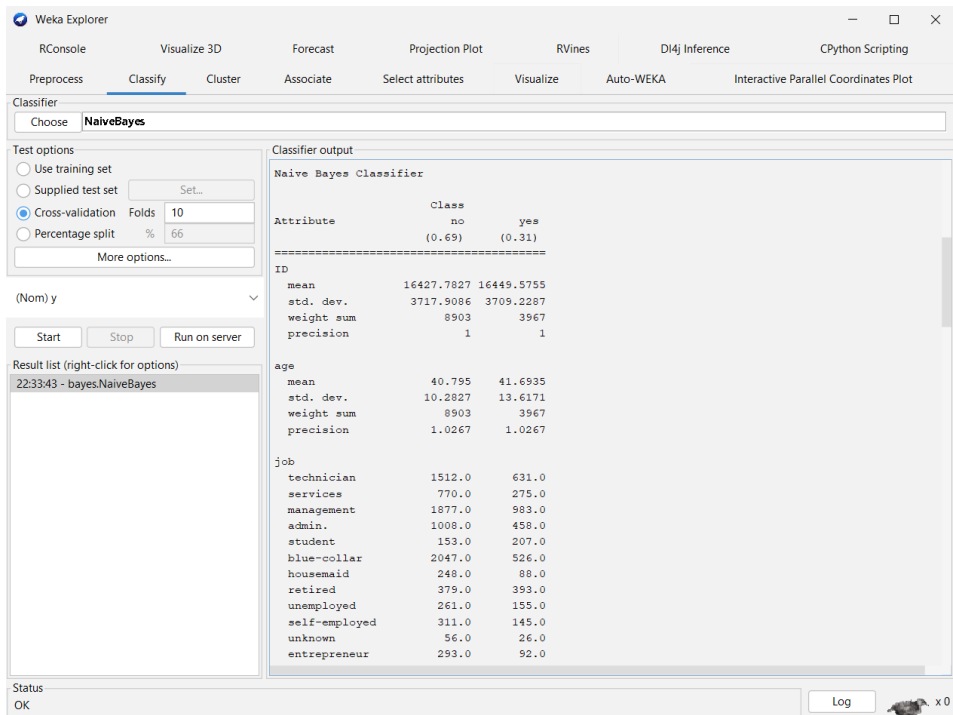 Weka Explorer
RConsole Visualize 3D Forecast Projection Plot RVines Dl4j Inference CPython Scripting
Preprocess Classify Cluster Associate Select attributes Visualize Auto-WEKA Interactive Parallel Coordinates Plot
Classifier
Choose NaiveBayes
Test options
Use training set
Supplied test set Set...
Cross-validation Folds 10
Percentage split % 66
More options...
(Nom) y
Start Stop Run on server
Result list (right-click for options)
22:33:43 - bayes.NaiveBayes
Classifier output
Naive Bayes Classifier
Class
Attribute no yes
(0.69) (0.31)
========================================
ID
mean 16427.7827 16449.5755
std. dev. 3717.9086 3709.2287
weight sum 8903 3967
precision 1 1
age
mean 40.795 41.6935
std. dev. 10.2827 13.6171
weight sum 8903 3967
precision 1.0267 1.0267
job
technician 1512.0 631.0
services 770.0 275.0
management 1877.0 983.0
admin. 1008.0 458.0
student 153.0 207.0
blue-collar 2047.0 526.0
housemaid 248.0 88.0
retired 379.0 393.0
unemployed 261.0 155.0
self-employed 311.0 145.0
unknown 56.0 26.0
entrepreneur 293.0 92.0
Status
OK
Log x 0